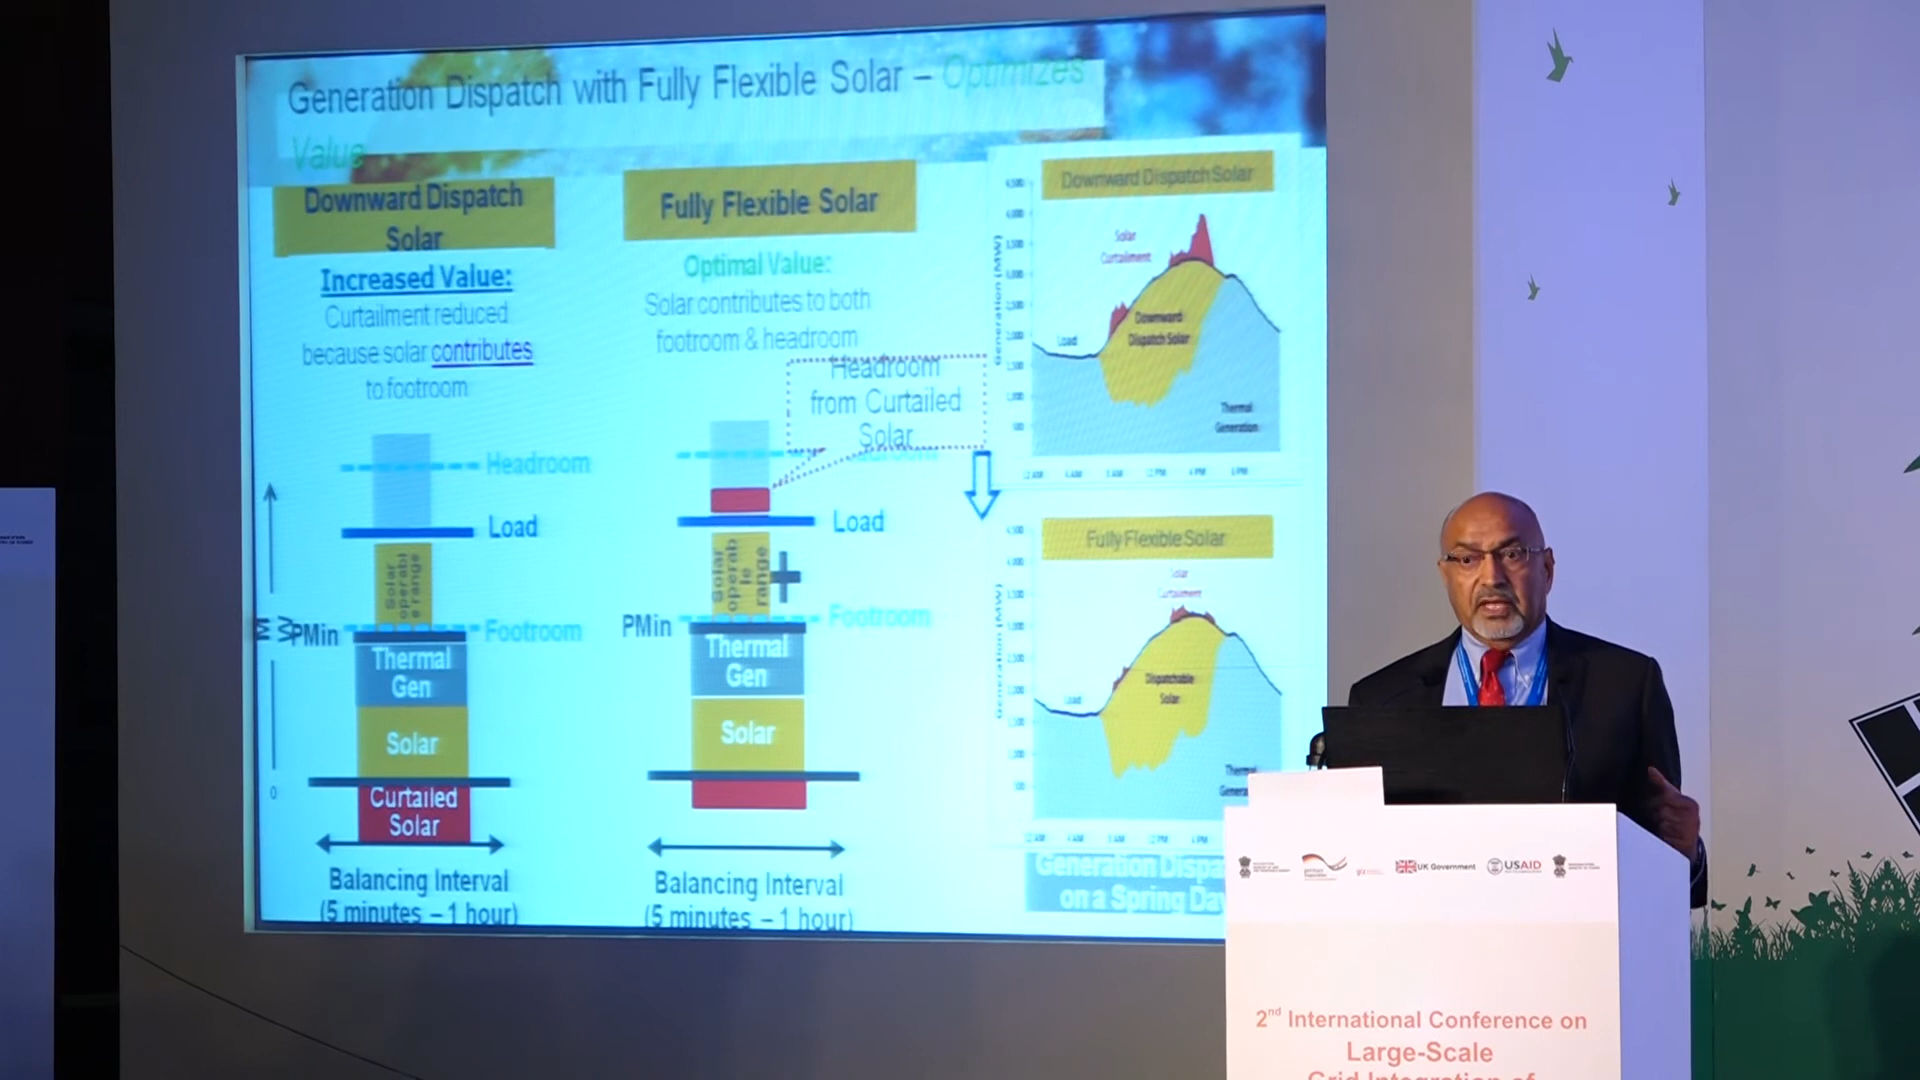 Generation Dispatch with Fully Flexible Solar – Optimizes
Value
Downward Dispatch
Solar
Increased Value:
Curtailment reduced
because solar contributes
to footroom
Headroom
Load
Solar
operabl
e range
PMin
Footroom
Thermal
Gen
Solar
Curtailed
Solar
M
W
0
Balancing Interval
(5 minutes – 1 hour)
Fully Flexible Solar
Optimal Value:
Solar contributes to both
footroom & headroom
Headroom
from Curtailed
Solar
Load
Solar
operab
le
range
+
PMin
Footroom
Thermal
Gen
Solar
Balancing Interval
(5 minutes – 1 hour)
Downward Dispatch Solar
Generation (MW)
Solar
Curtailment
Load
Downward
Dispatch Solar
Thermal
Generation
Fully Flexible Solar
Generation (MW)
Solar
Curtailment
Load
Dispatchable
Solar
Thermal
Generation Dispa
on a Spring Day
UK Government
USAID
2nd International Conference on
Large-Scale
Grid Integration of